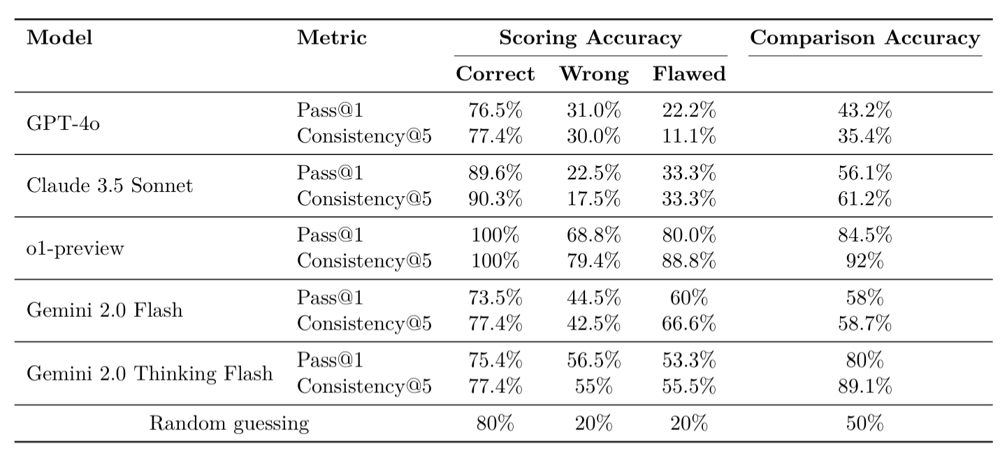 Model Metric Scoring Accuracy Comparison Accuracy
Correct Wrong Flawed
GPT-4o
Pass@1 76.5% 31.0% 22.2% 43.2%
Consistency@5 77.4% 30.0% 11.1% 35.4%
Claude 3.5 Sonnet
Pass@1 89.6% 22.5% 33.3% 56.1%
Consistency@5 90.3% 17.5% 33.3% 61.2%
o1-preview
Pass@1 100% 68.8% 80.0% 84.5%
Consistency@5 100% 79.4% 88.8% 92%
Gemini 2.0 Flash
Pass@1 73.5% 44.5% 60% 58%
Consistency@5 77.4% 42.5% 66.6% 58.7%
Gemini 2.0 Thinking Flash
Pass@1 75.4% 56.5% 53.3% 80%
Consistency@5 77.4% 55% 55.5% 89.1%
Random guessing 80% 20% 20% 50%